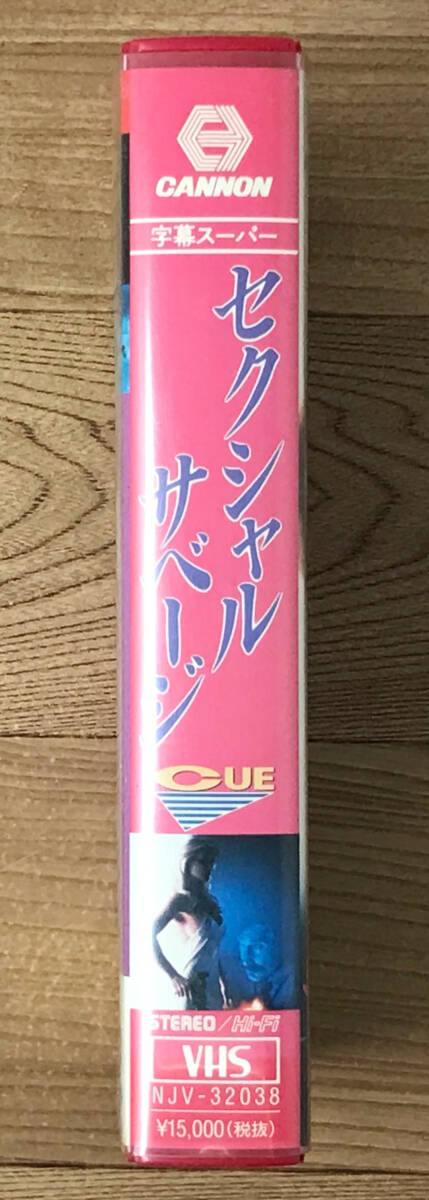 CANNON
字幕スーパー
セクシャル
サベージ
CUE
STEREO/Hi-Fi
VHS
NJV-32038
¥15,000(税抜)